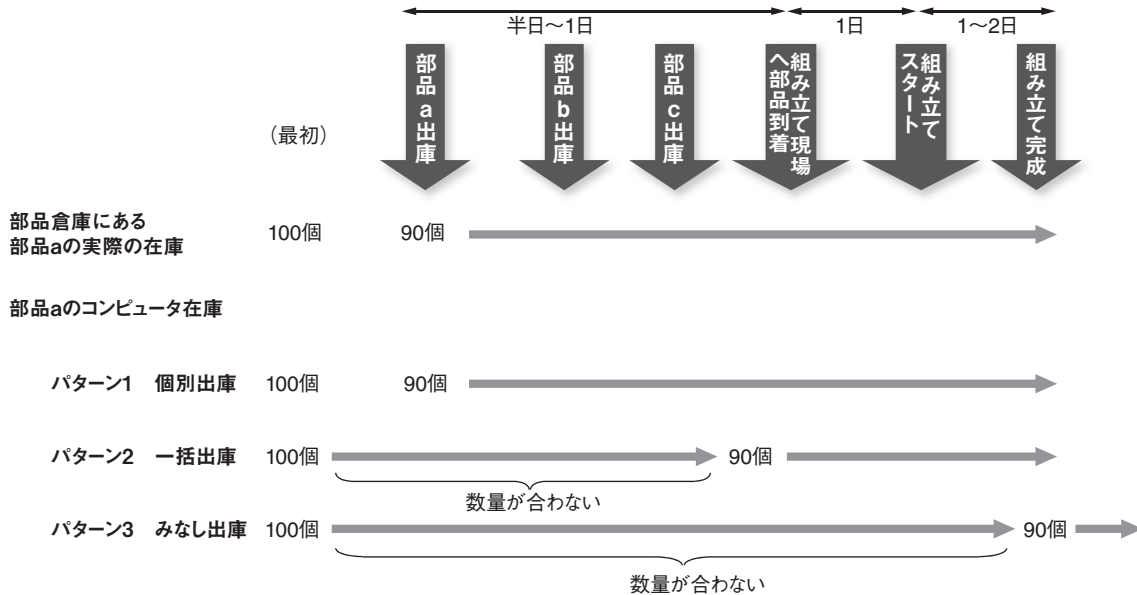 半日～1日
1日
1～2日
部品a出庫
部品b出庫
部品c出庫
組み立て現場
へ部品到着
組み立て
スタート
組み立て完成
（最初）
部品倉庫にある
部品aの実際の在庫
100個
90個
部品aのコンピュータ在庫
パターン1 個別出庫 100個 90個
パターン2 一括出庫 100個 90個
数量が合わない
パターン3 みなし出庫 100個 90個
数量が合わない